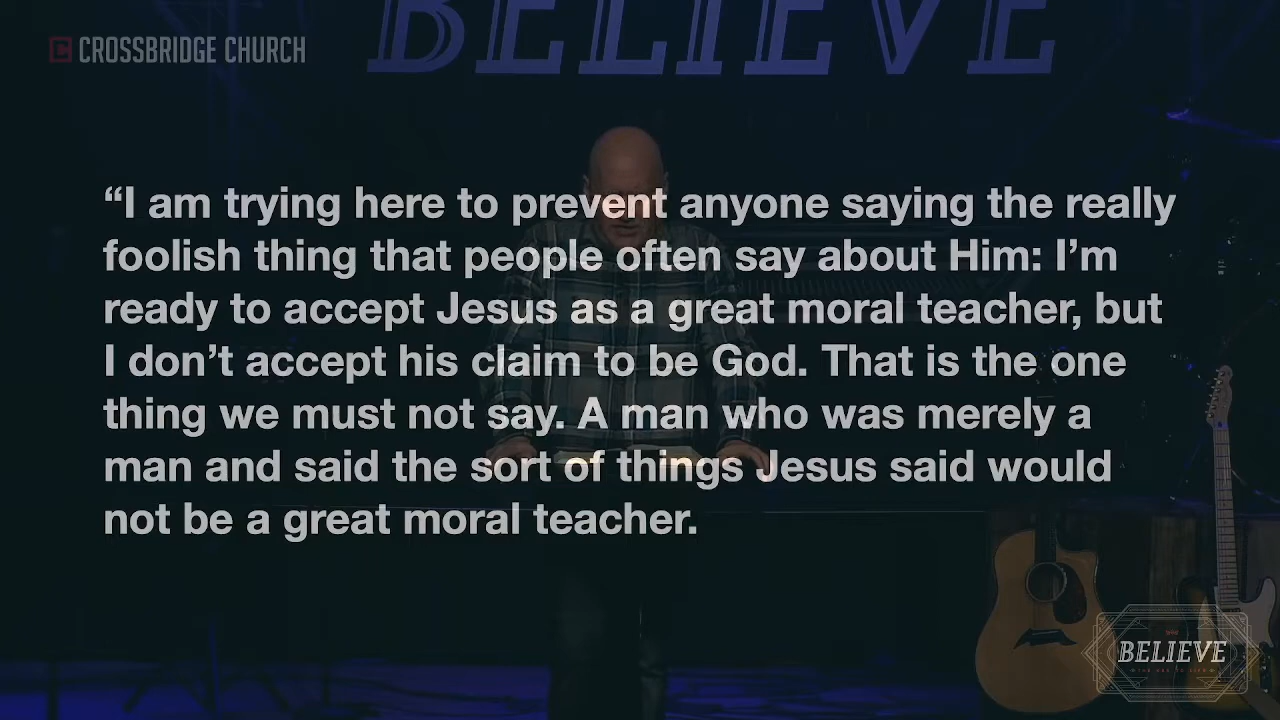 BELIEVE
CROSSBRIDGE CHURCH
“I am trying here to prevent anyone saying the really
foolish thing that people often say about Him: I’m
ready to accept Jesus as a great moral teacher, but
I don’t accept his claim to be God. That is the one
thing we must not say. A man who was merely a
man and said the sort of things Jesus said would
not be a great moral teacher.
BELIEVE